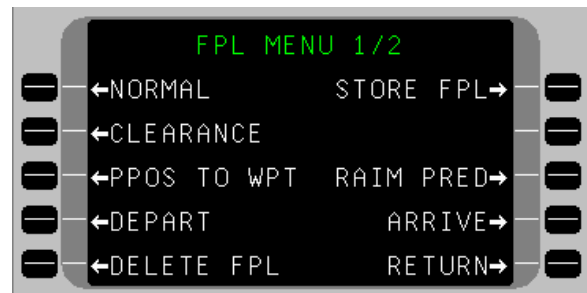 FPL MENU 1/2
←NORMAL STORE FPL→
←CLEARANCE
←PPOS TO WPT RAIM PRED→
←DEPART ARRIVE→
←DELETE FPL RETURN→